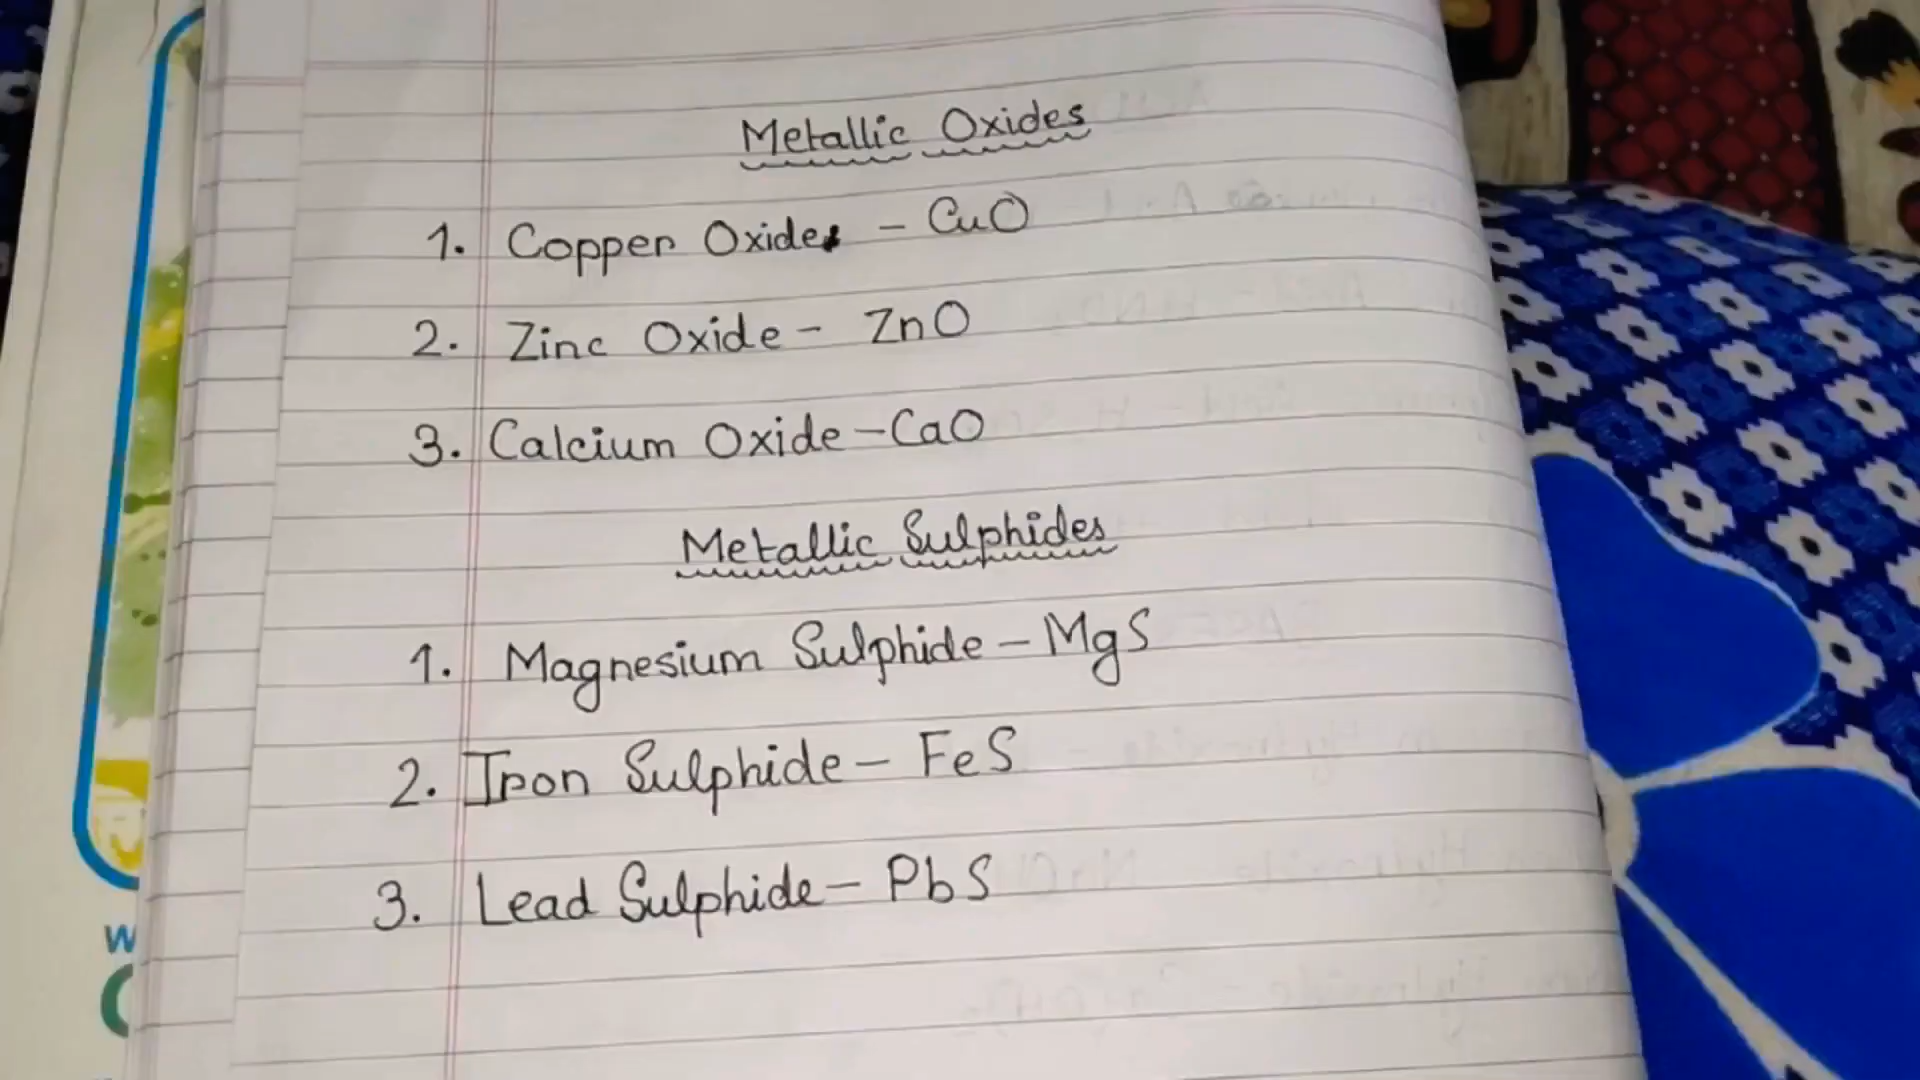 Metallic Oxides
1. Copper Oxide - CuO
2. Zinc Oxide - ZnO
3. Calcium Oxide - CaO
Metallic Sulphides
1. Magnesium Sulphide - MgS
2. Iron Sulphide - FeS
3. Lead Sulphide - PbS